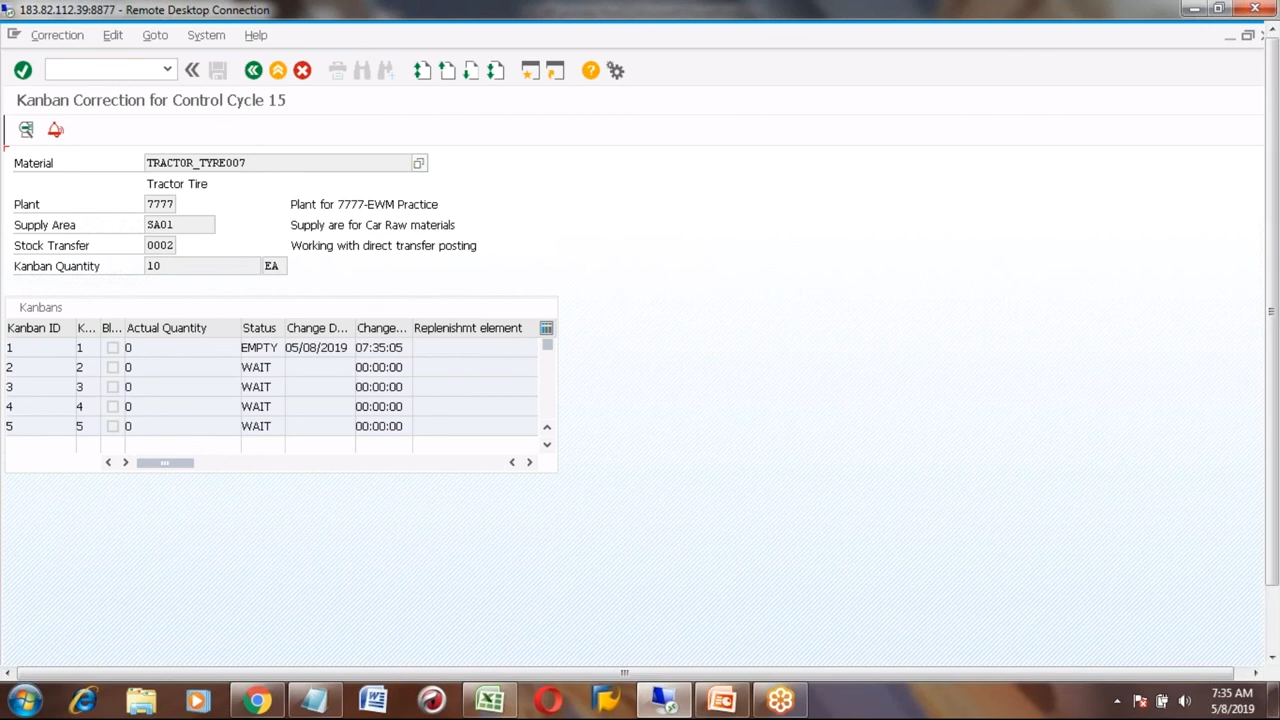 183.82.112.39:8877 - Remote Desktop Connection
Correction Edit Goto System Help
Kanban Correction for Control Cycle 15
Material TRACTOR_TYRE007
Tractor Tire
Plant 7777 Plant for 7777-EWM Practice
Supply Area SA01 Supply are for Car Raw materials
Stock Transfer 0002 Working with direct transfer posting
Kanban Quantity 10 EA
Kanbans
Kanban ID K... Bl... Actual Quantity Status Change D... Change... Replenishmt element
1 1 0 EMPTY 05/08/2019 07:35:05
2 2 0 WAIT 00:00:00
3 3 0 WAIT 00:00:00
4 4 0 WAIT 00:00:00
5 5 0 WAIT 00:00:00
7:35 AM
5/8/2019